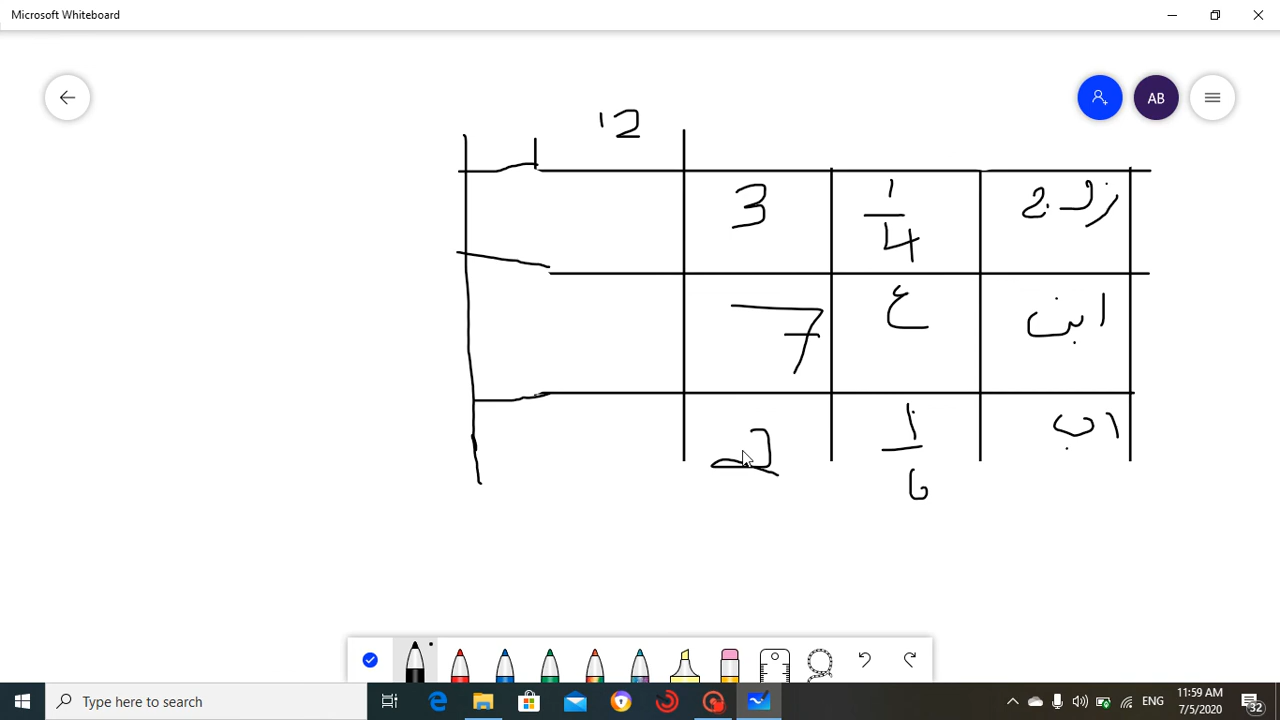 Microsoft Whiteboard
AB
12
زوج 1/4 3
ابن ع 7
اب 1/6 2
Type here to search
ENG
11:59 AM
7/5/2020
32